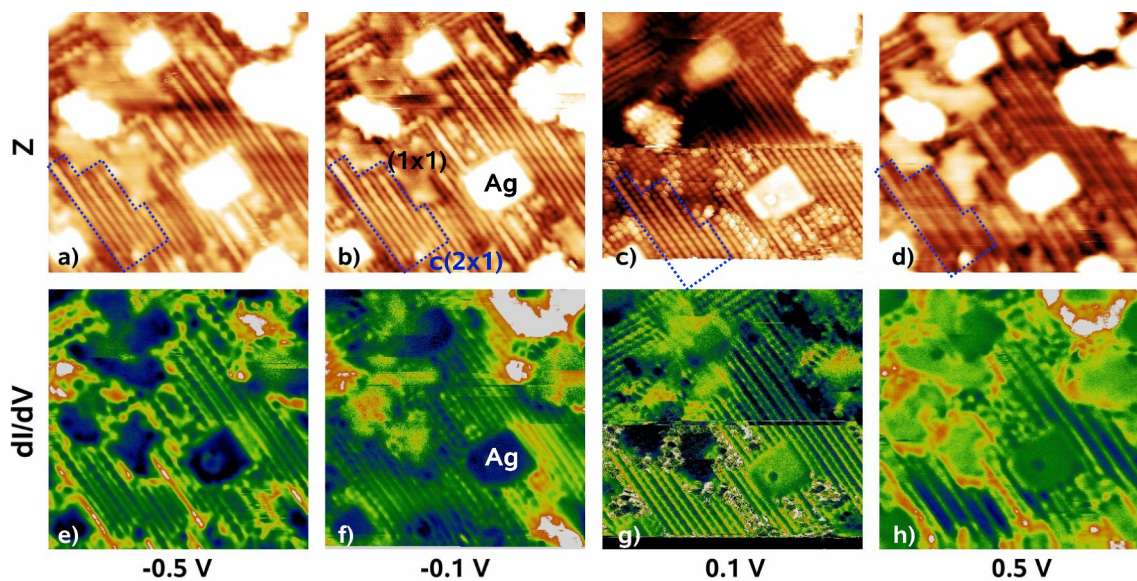 Z
(1x1)
Ag
a)
b)
c(2x1)
c)
d)
dI/dV
Ag
e)
f)
g)
h)
-0.5 V
-0.1 V
0.1 V
0.5 V